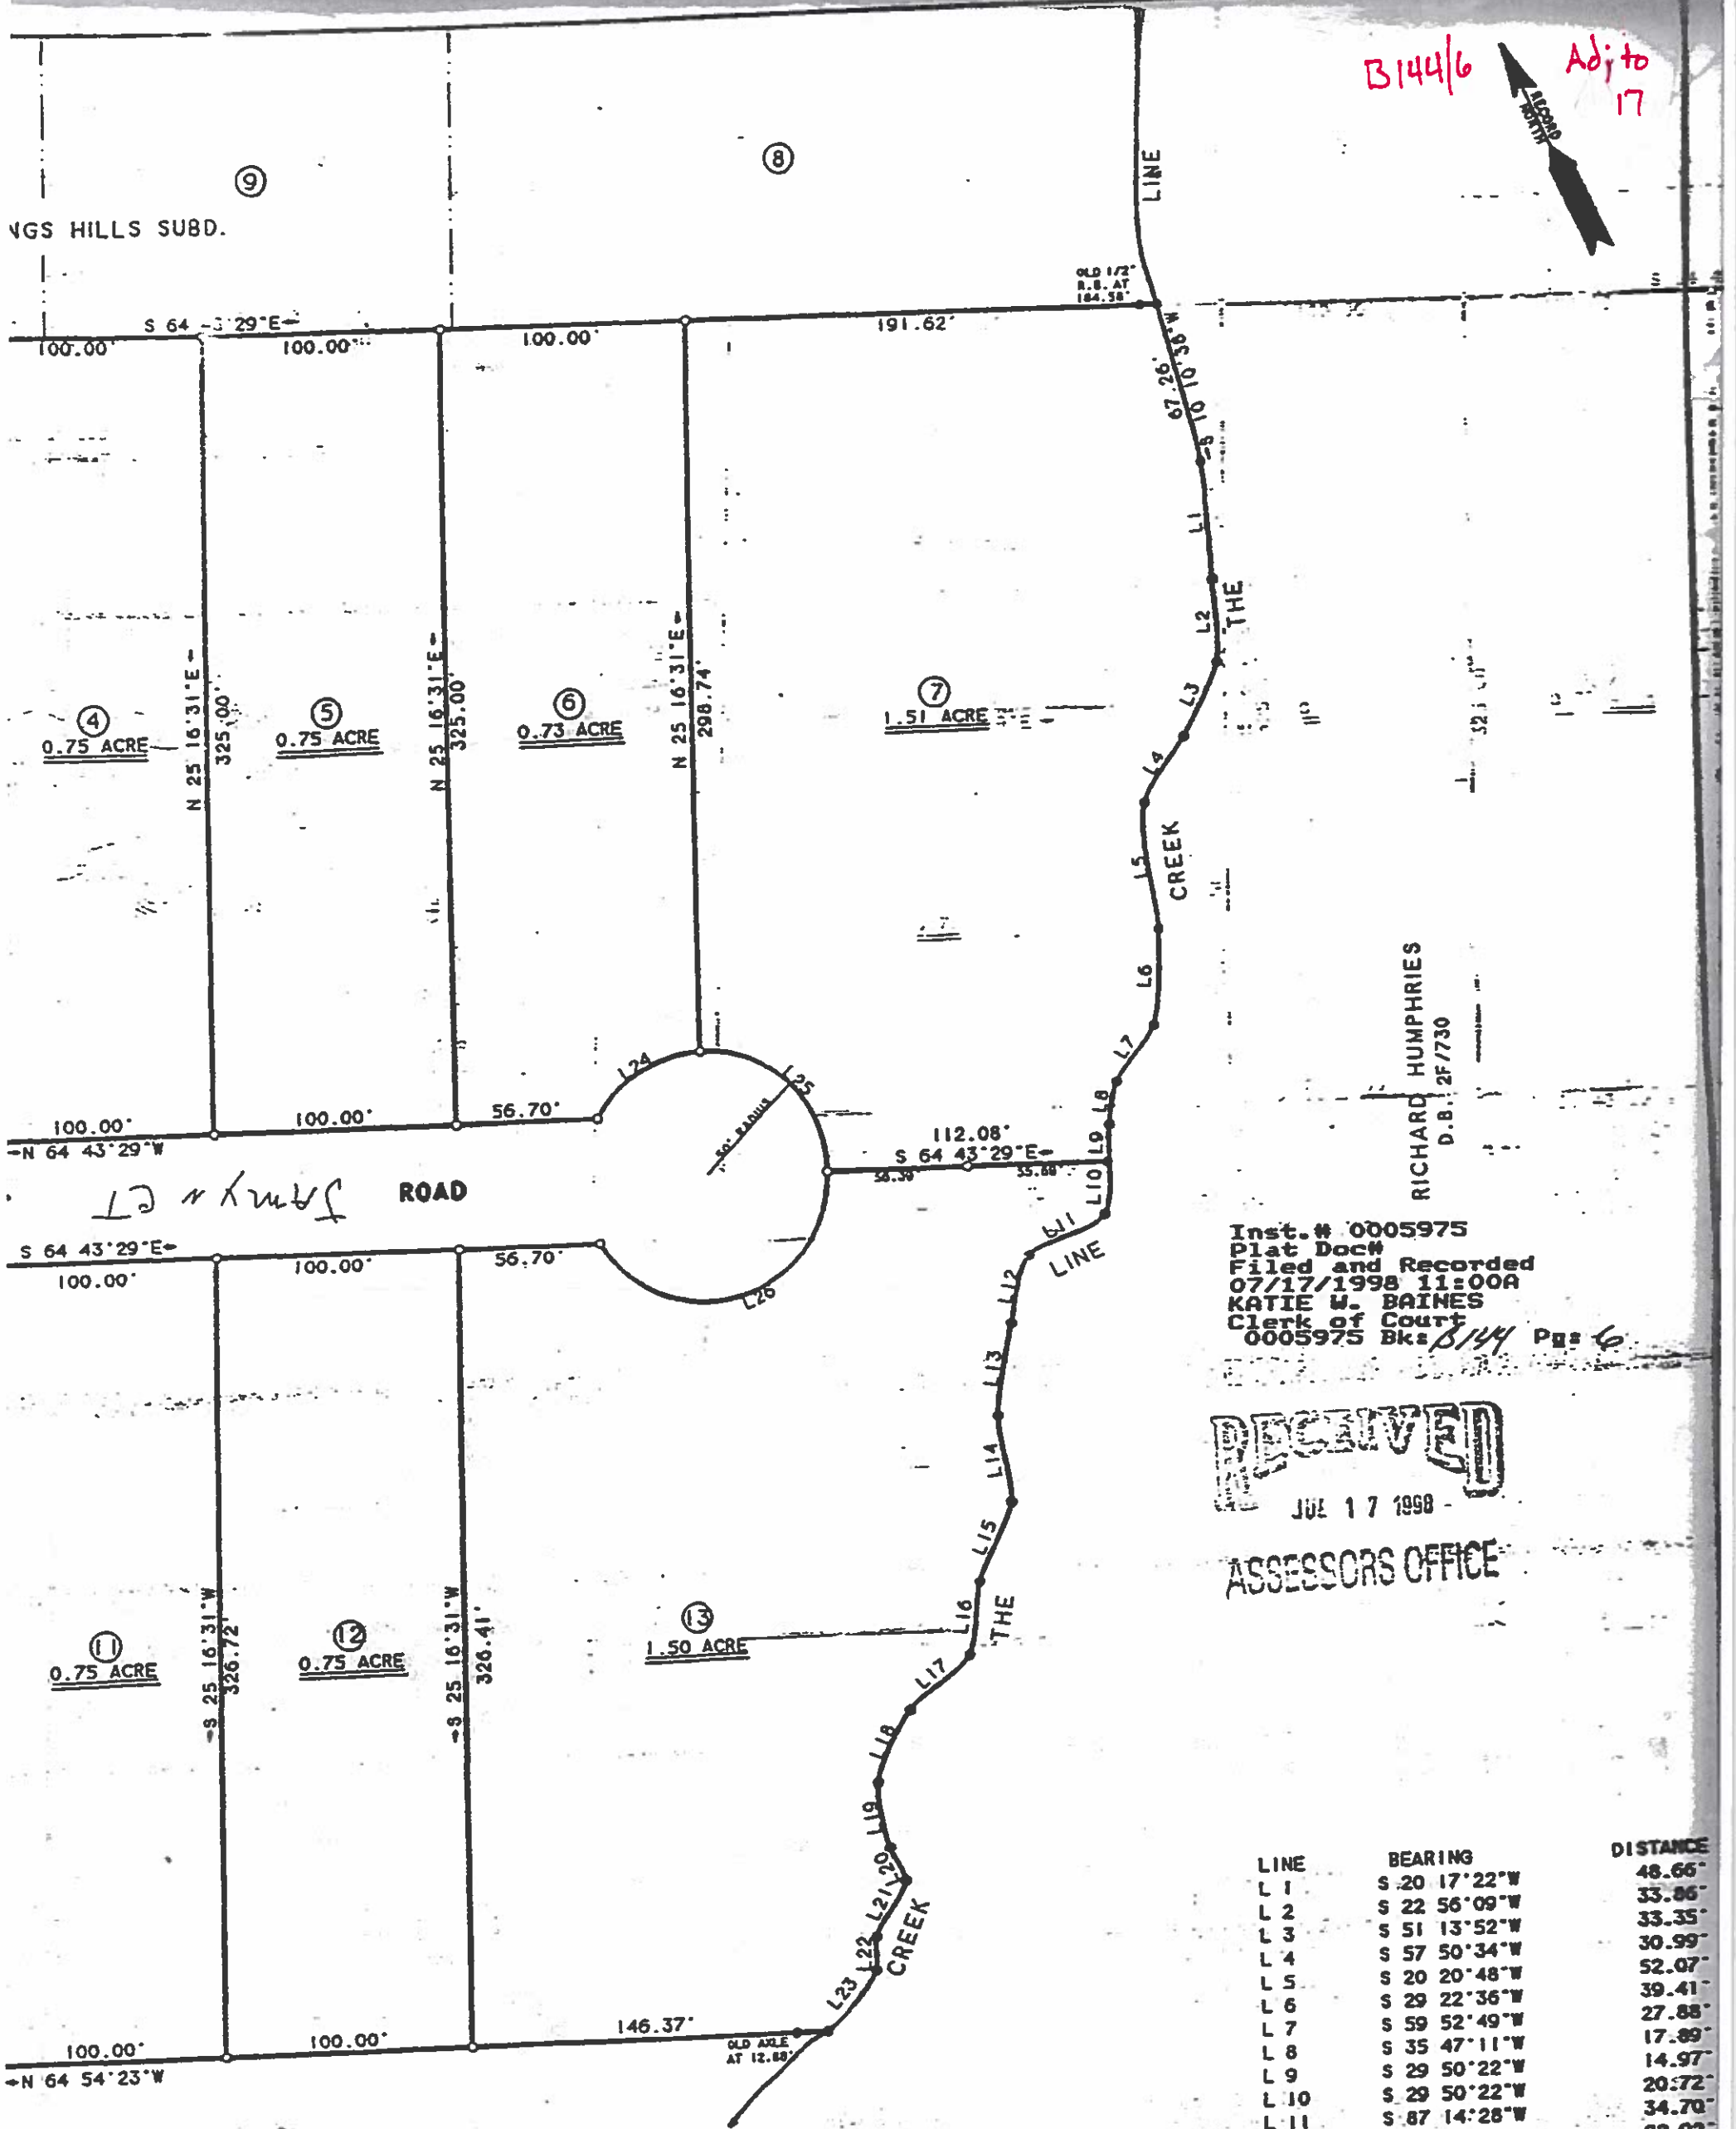 B144/6
Adj to
17
RECORD
NORTH
LINE
9
8
NGS HILLS SUBD.
OLD 1/2"
R.B. AT
184.58'
S 64 29"E
100.00'
100.00'
100.00'
191.62'
67.26'
S 10 10'36"W
L1
L2
THE
L3
L4
L5
CREEK
L6
L7
L8
L9
L10
L11
LINE
N 25 16'31"E
325.00'
N 25 16'31"E
325.00'
N 25 16'31"E
298.74'
4
0.75 ACRE
5
0.75 ACRE
6
0.73 ACRE
7
1.51 ACRE
RICHARD HUMPHRIES
D.B. 2F/730
L24
L25
50' RADIUS
100.00'
100.00'
56.70'
N 64 43'29"W
112.08'
S 64 43'29"E
56.39'
55.69'
ROAD
S 64 43'29"E
100.00'
100.00'
56.70'
L26
Inst.# 0005975
Plat Doc#
Filed and Recorded
07/17/1998 11:00A
KATIE W. BAINES
Clerk of Court
0005975 Bk: B144 Pg: 6
RECEIVED
JUL 17 1998
ASSESSORS OFFICE
L12
L13
L14
L15
L16
THE
L17
L18
L19
L20
L21
L22
CREEK
L23
S 25 16'31"W
326.72'
S 25 16'31"W
326.41'
11
0.75 ACRE
12
0.75 ACRE
13
1.50 ACRE
100.00'
100.00'
146.37'
OLD AXLE
AT 12.88'
N 64 54'23"W
LINE BEARING DISTANCE
L 1 S 20 17'22"W 48.66'
L 2 S 22 56'09"W 33.86'
L 3 S 51 13'52"W 33.35'
L 4 S 57 50'34"W 30.99'
L 5 S 20 20'48"W 52.07'
L 6 S 29 22'36"W 39.41'
L 7 S 59 52'49"W 27.88'
L 8 S 35 47'11"W 17.89'
L 9 S 29 50'22"W 14.97'
L 10 S 29 50'22"W 20.72'
L 11 S 87 14'28"W 34.70'